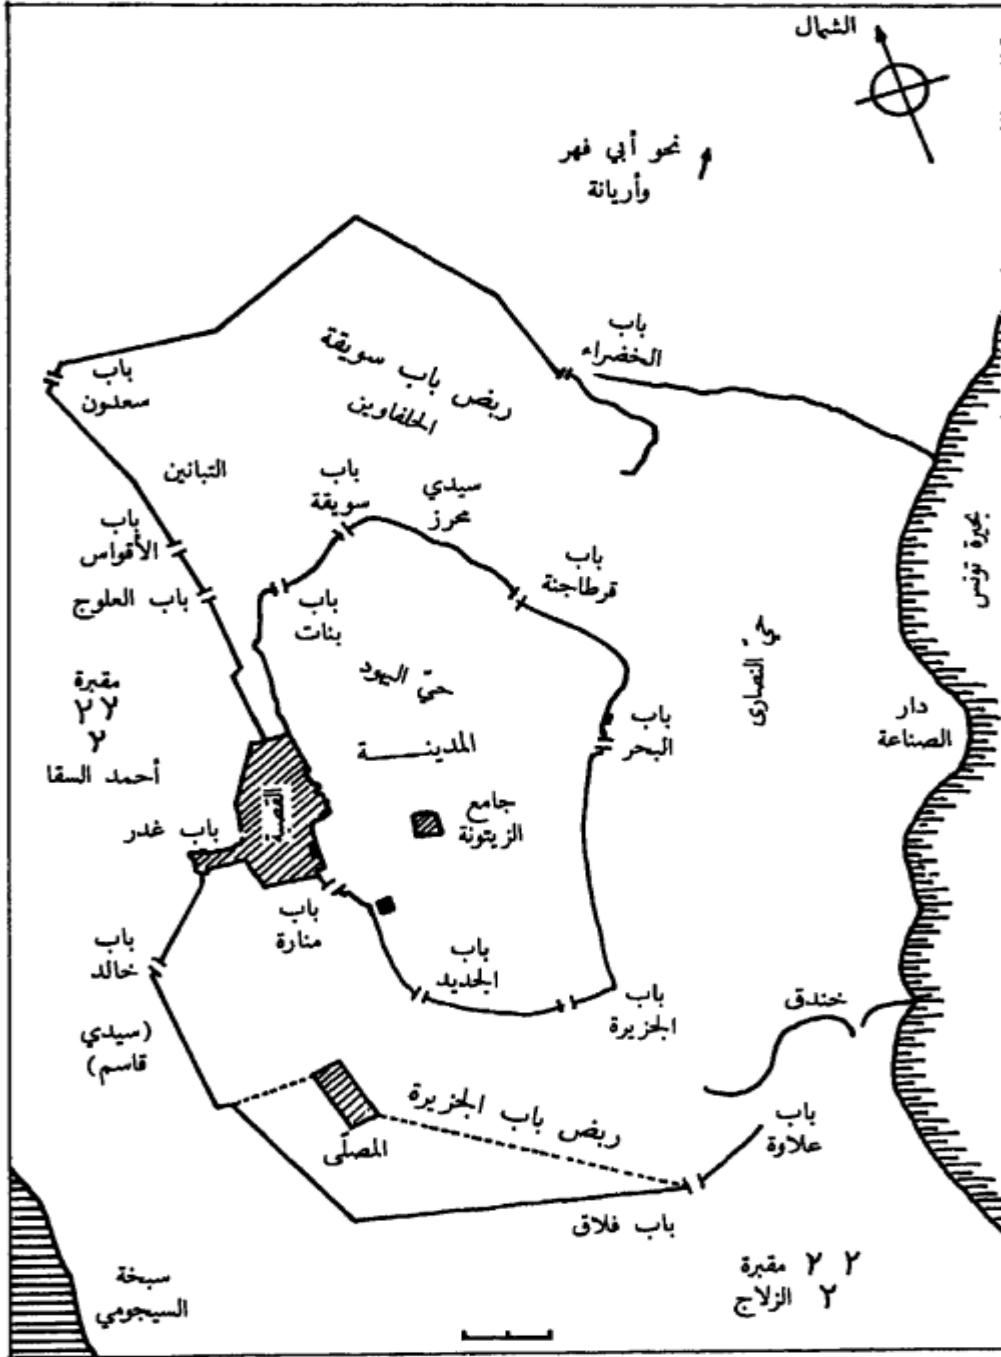 الشمال
نحو أبي فهر
وأريانة
باب
الخضراء
ربض باب سويقة
الحلفاوين
باب
سعدون
التبانين
باب
سويقة
سيدي
محرز
باب
الأقواس
باب العلوج
باب
بنات
باب
قرطاجنة
بحيرة تونس
حيّ النصارى
حيّ اليهود
مقبرة
أحمد السقا
المدينة
باب
البحر
دار
الصناعة
القصبة
جامع
الزيتونة
باب غدر
باب
منارة
باب
خالد
باب
الجديد
باب
الجزيرة
خندق
(سيدي
قاسم)
ربض باب الجزيرة
المصلّى
باب
علاوة
باب فلاق
مقبرة
الزلاج
سبخة
السيجومي